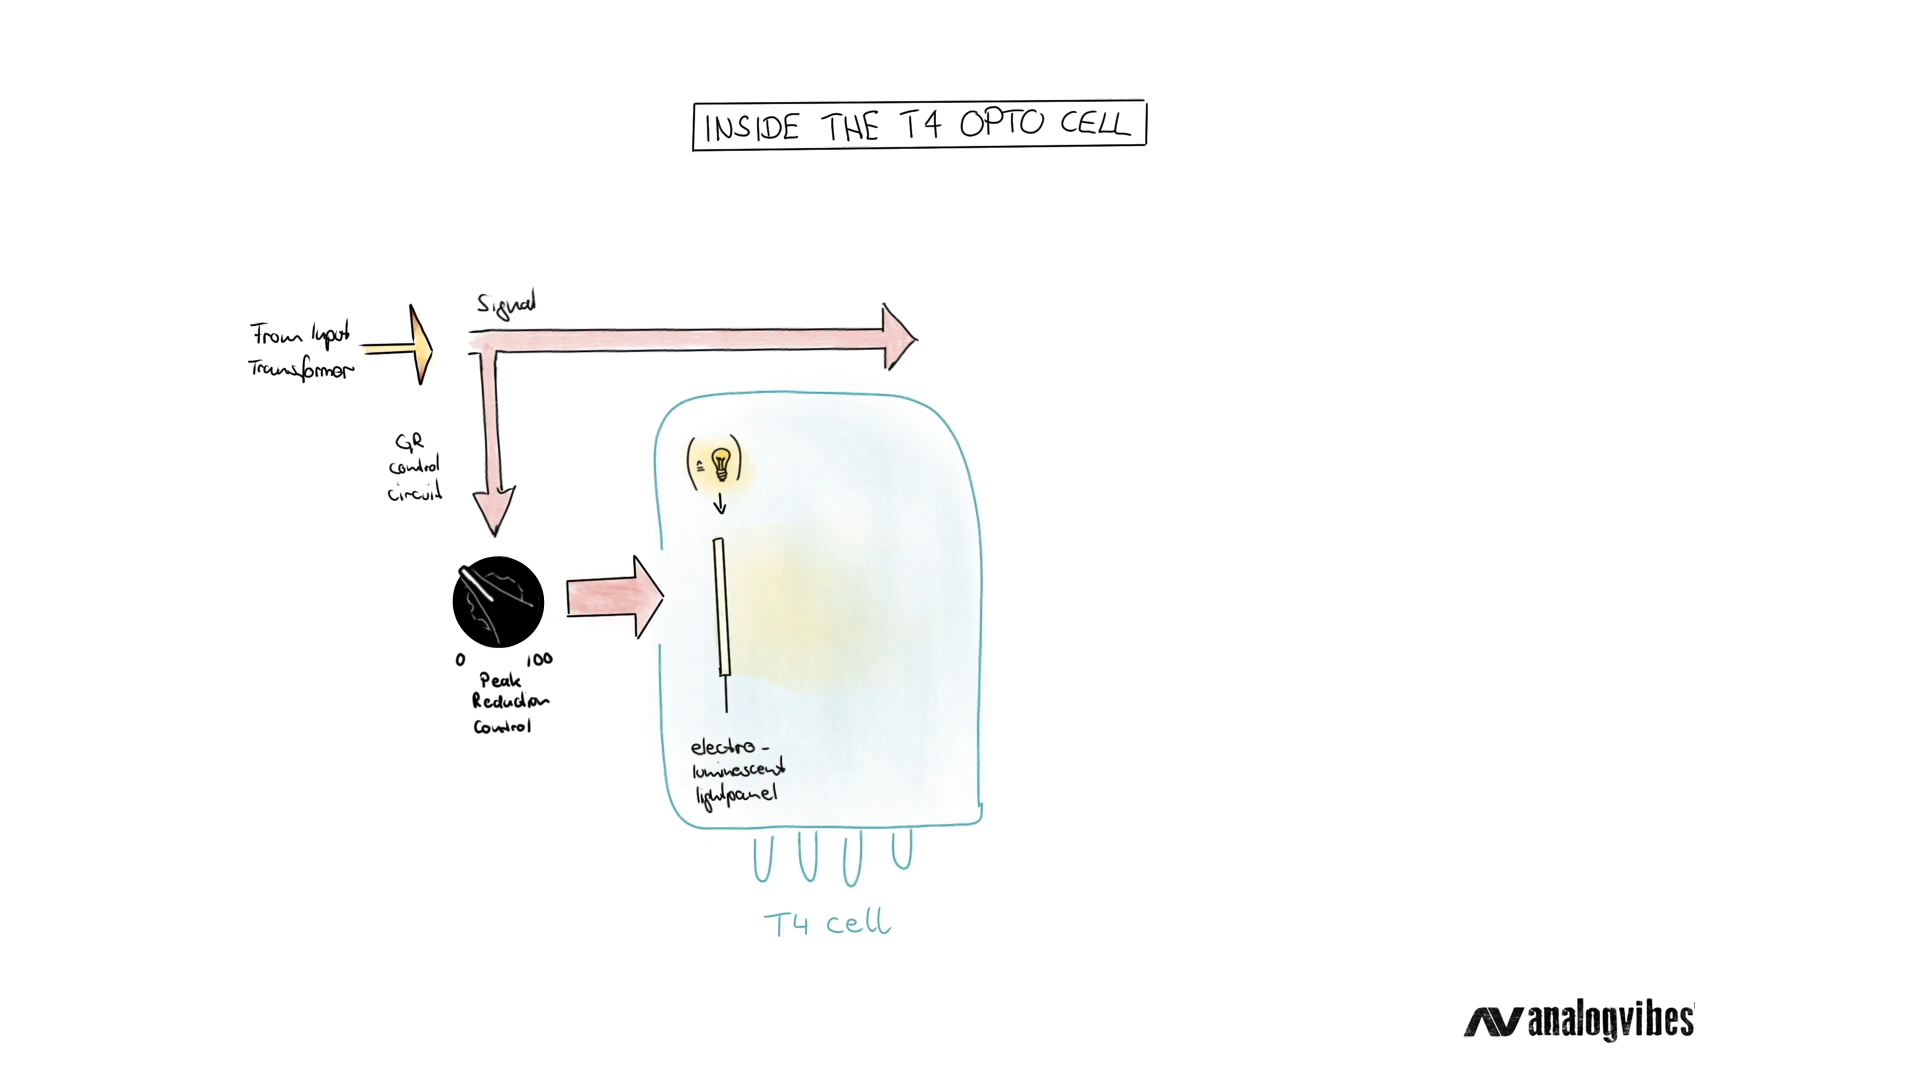 INSIDE THE T4 OPTO CELL
Signal
From Input
Transformer
GR
control
circuit
0 100
Peak
Reduction
Control
electro-
luminescent
lightpanel
T4 cell
analogvibes